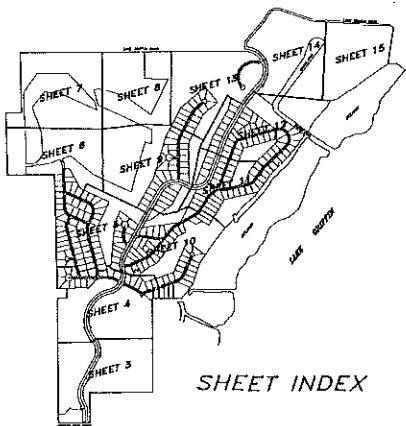 SHEET 14
SHEET 15
SHEET 13
SHEET 7
SHEET 8
SHEET 12
SHEET 6
SHEET 9
SHEET 11
SHEET 5
SHEET 10
LAKE GRIFFIN
SHEET 4
SHEET 3
SHEET INDEX